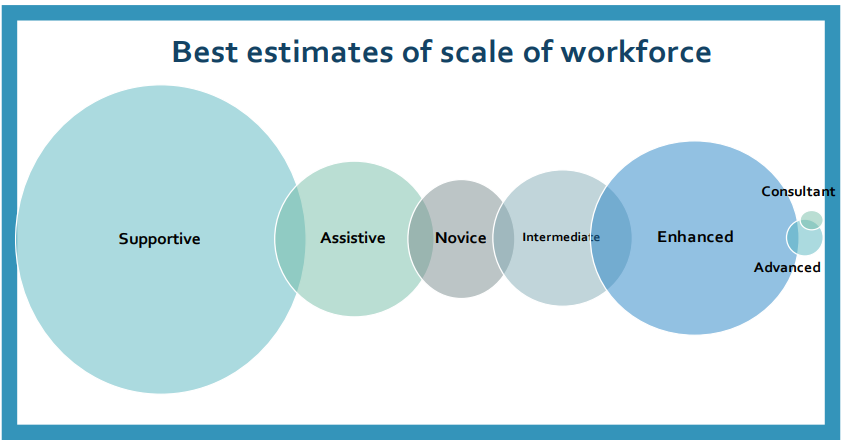 Best estimates of scale of workforce
Consultant
Supportive
Assistive
Novice
Intermediate
Enhanced
Advanced